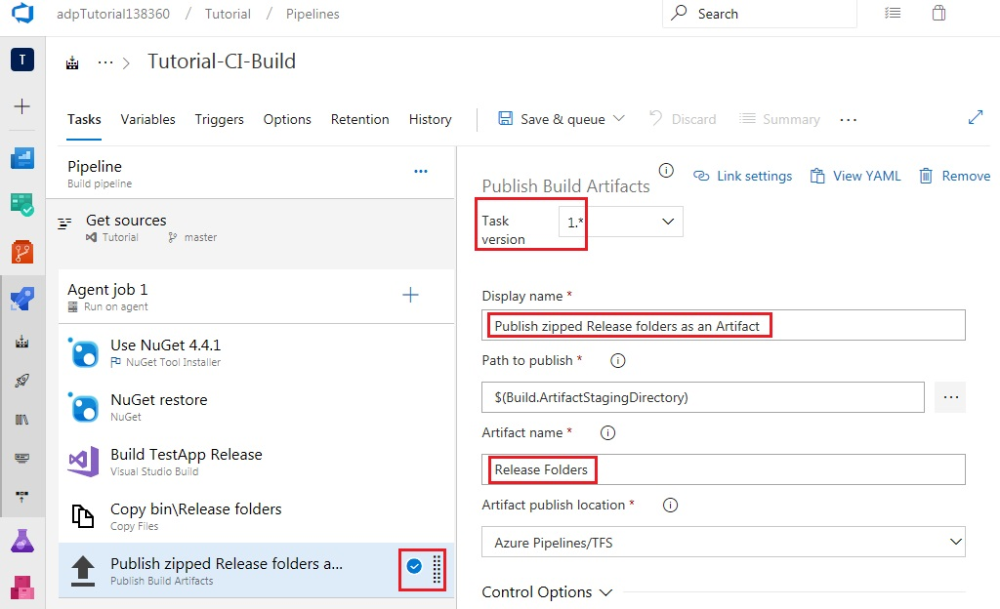 adpTutorial138360 / Tutorial / Pipelines
Search
T
··· > Tutorial-CI-Build
Tasks Variables Triggers Options Retention History Save & queue Discard Summary ···
Pipeline
Build pipeline
Get sources
Tutorial master
Agent job 1
Run on agent
Use NuGet 4.4.1
NuGet Tool Installer
NuGet restore
NuGet
Build TestApp Release
Visual Studio Build
Copy bin\Release folders
Copy Files
Publish zipped Release folders a...
Publish Build Artifacts
Publish Build Artifacts
Link settings View YAML Remove
Task
version
1.*
Display name *
Publish zipped Release folders as an Artifact
Path to publish *
$(Build.ArtifactStagingDirectory)
Artifact name *
Release Folders
Artifact publish location *
Azure Pipelines/TFS
Control Options